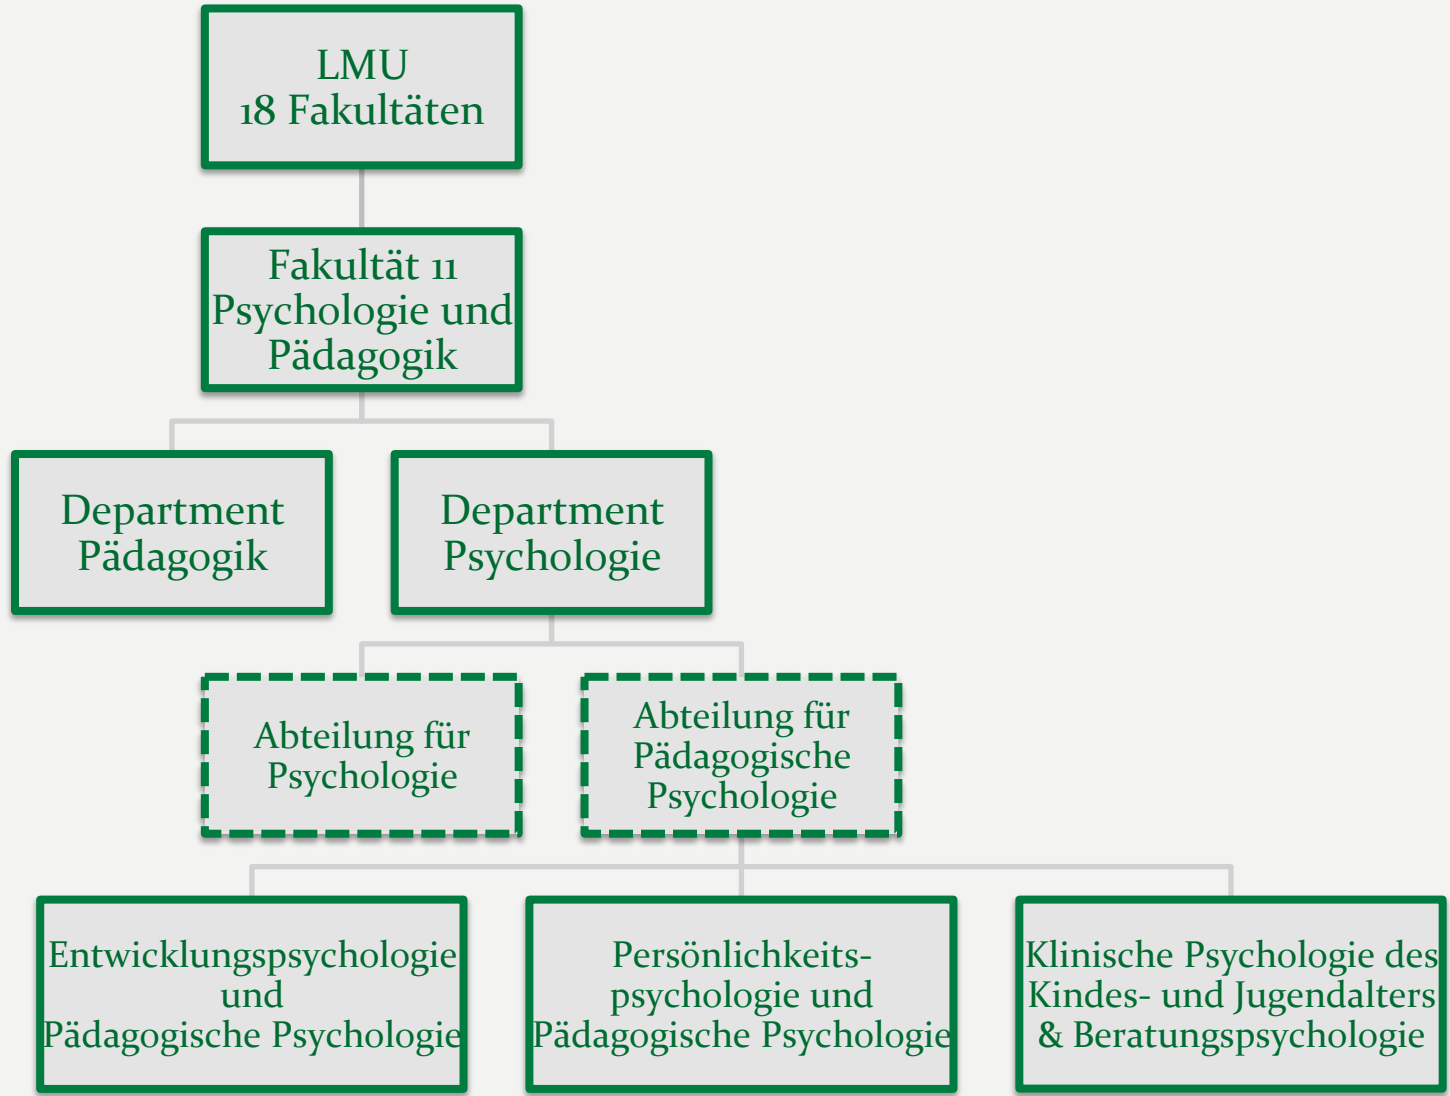 LMU
18 Fakultäten
Fakultät 11
Psychologie und
Pädagogik
Department
Pädagogik
Department
Psychologie
Abteilung für
Psychologie
Abteilung für
Pädagogische
Psychologie
Entwicklungspsychologie
und
Pädagogische Psychologie
Persönlichkeits-
psychologie und
Pädagogische Psychologie
Klinische Psychologie des
Kindes- und Jugendalters
& Beratungspsychologie